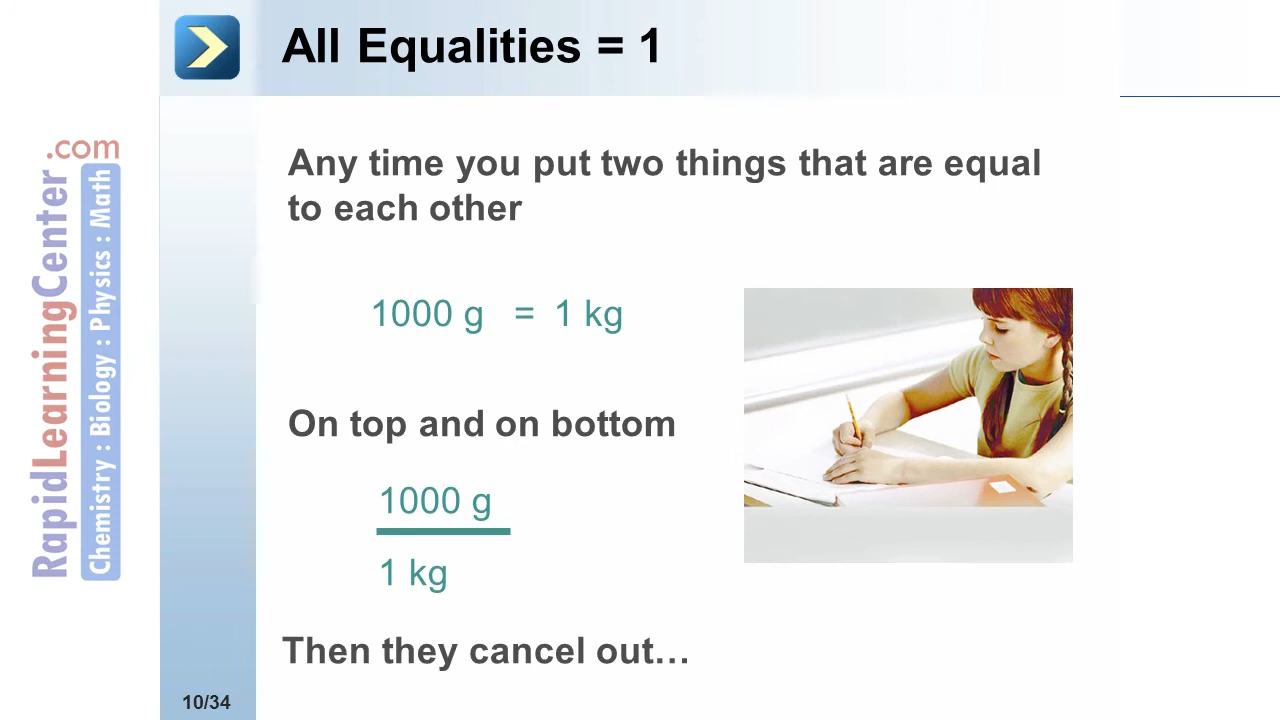 All Equalities = 1
Any time you put two things that are equal
to each other
1000 g = 1 kg
On top and on bottom
1000 g
1 kg
Then they cancel out…
10/34
RapidLearningCenter.com
Chemistry : Biology : Physics : Math